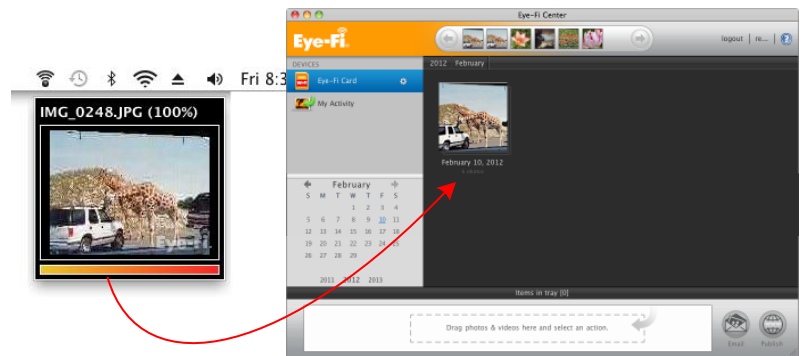 Fri 8:3
IMG_0248.JPG (100%)
Eye-Fi
Eye-Fi Center
Eye-Fi
logout | re... |
DEVICES
Eye-Fi Card
My Activity
2012 February
February 10, 2012
4 photos
February
S M T W T F S
1 2 3 4
5 6 7 8 9 10 11
12 13 14 15 16 17 18
19 20 21 22 23 24 25
26 27 28 29
2011 2012 2013
Items in tray [0]
Drag photos & videos here and select an action.
Email Publish